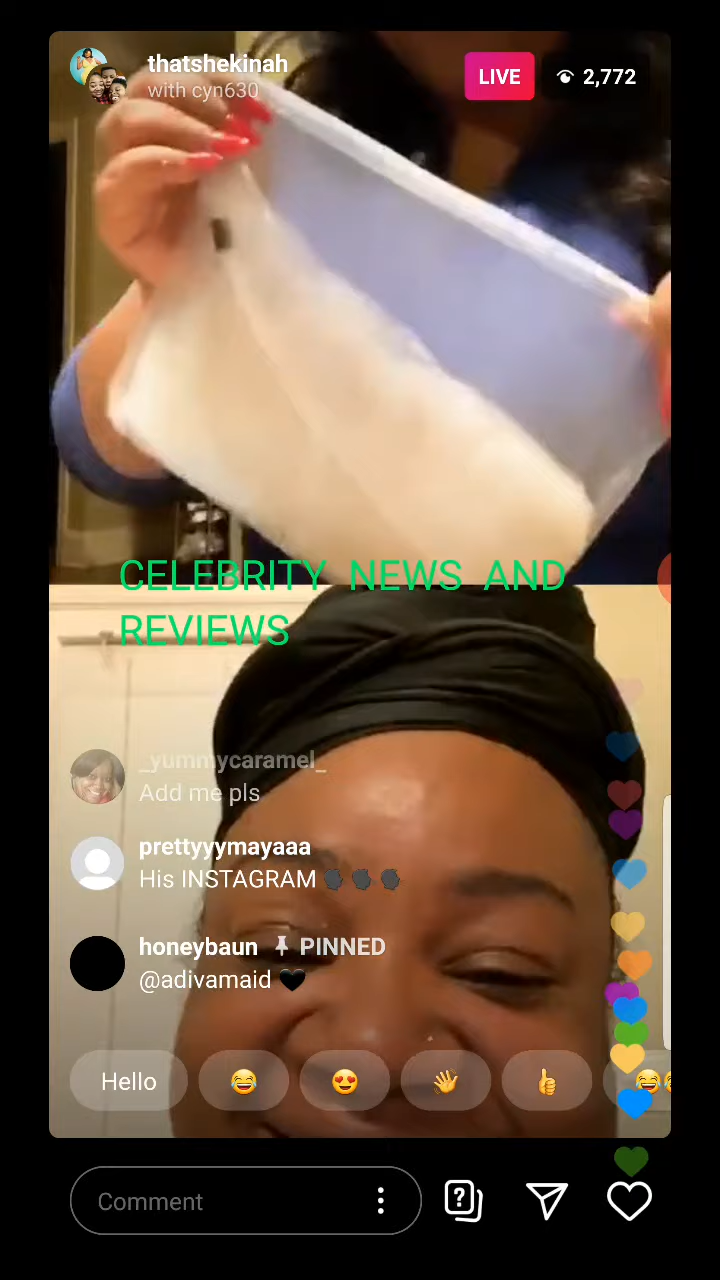 thatshekinah
with cyn630
LIVE
2,772
CELEBRITY NEWS AND
REVIEWS
_yummycaramel_
Add me pls
prettyyymayaaa
His INSTAGRAM 🗣️🗣️🗣️
honeybaun PINNED
@adivamaid 🖤
Hello 😂 😍 👋 👍 😂
Comment